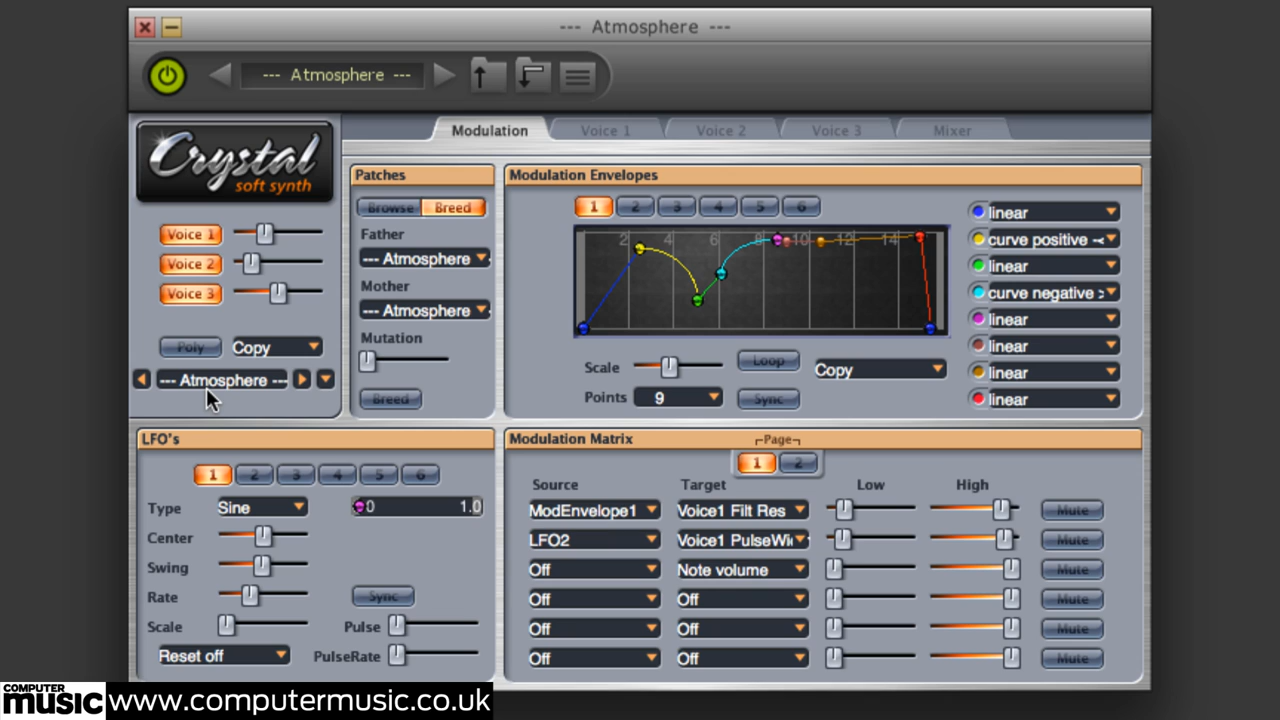 --- Atmosphere ---
--- Atmosphere ---
Crystal
soft synth
Modulation
Voice 1
Voice 2
Voice 3
Mixer
Voice 1
Voice 2
Voice 3
Poly
Copy
--- Atmosphere ---
Patches
Browse
Breed
Father
--- Atmosphere
Mother
--- Atmosphere
Mutation
Breed
Modulation Envelopes
1 2 3 4 5 6
2 4 6 8 10 12 14
Scale
Loop
Copy
Points
9
Sync
linear
curve positive -<
linear
curve negative >
linear
linear
linear
linear
LFO's
1 2 3 4 5 6
Type
Sine
0 1.0
Center
Swing
Rate
Sync
Scale
Pulse
Reset off
PulseRate
Modulation Matrix
Page
1 2
Source Target Low High
ModEnvelope1 Voice1 Filt Res Mute
LFO2 Voice1 PulseWi Mute
Off Note volume Mute
Off Off Mute
Off Off Mute
Off Off Mute
COMPUTER
music www.computermusic.co.uk